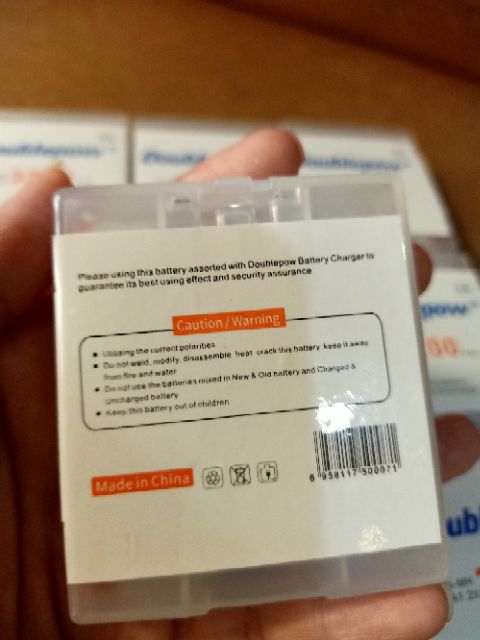 Doublepow
Please using this battery assorted with Doublepow Battery Charger to
guarantee its best using effect and security assurance
Caution / Warning
Utilising the correct polarities
Do not weld, modify, disassemble heat crack this battery keep it away
from fire and water
Do not use the batteries mixed in New & Old nattery and Charged &
Uncharged battery
Keep this battery out of children
Made in China
6 958117 500071